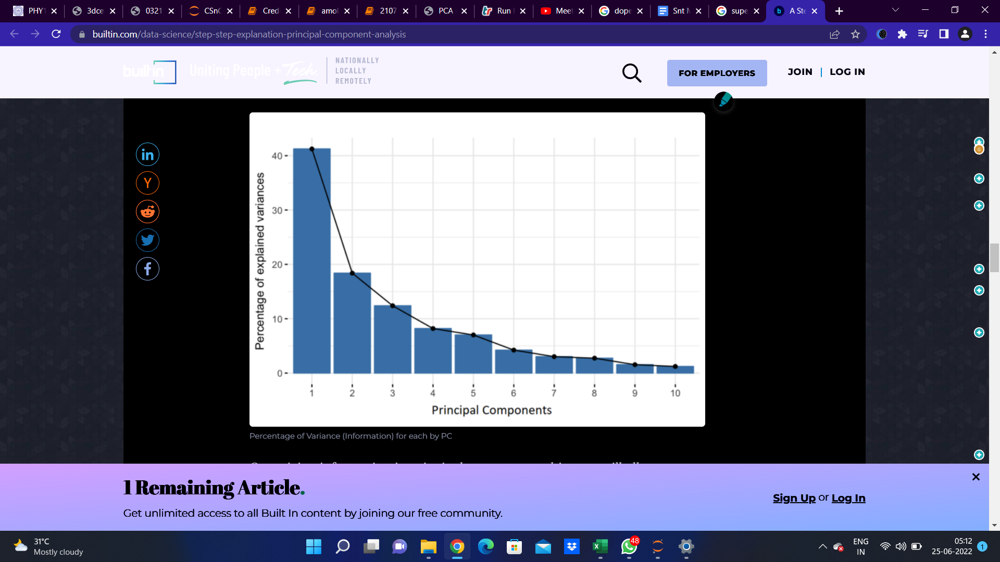 PHY1
3dce
0321
CSnC
Cred
amol
2107
PCA
Run
Meet
dope
Snt M
supe
A Ste
builtin.com/data-science/step-step-explanation-principal-component-analysis
built in
Uniting People + Tech.
NATIONALLY
LOCALLY
REMOTELY
FOR EMPLOYERS
JOIN | LOG IN
Percentage of explained variances
40
30
20
10
0
1 2 3 4 5 6 7 8 9 10
Principal Components
Percentage of Variance (Information) for each by PC
1 Remaining Article.
Get unlimited access to all Built In content by joining our free community.
Sign Up or Log In
31°C
Mostly cloudy
48
ENG
IN
05:12
25-06-2022
1